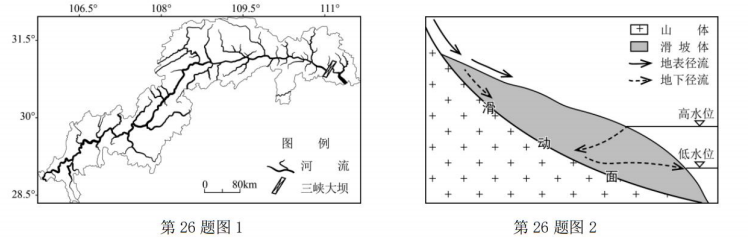 106.5° 108° 109.5° 111°
31.5°
30°
28.5°
图 例
河 流
三峡大坝
0 80km
第 26 题图 1
山 体
滑 坡 体
地表径流
地下径流
滑
动
面
高水位
低水位
第 26 题图 2